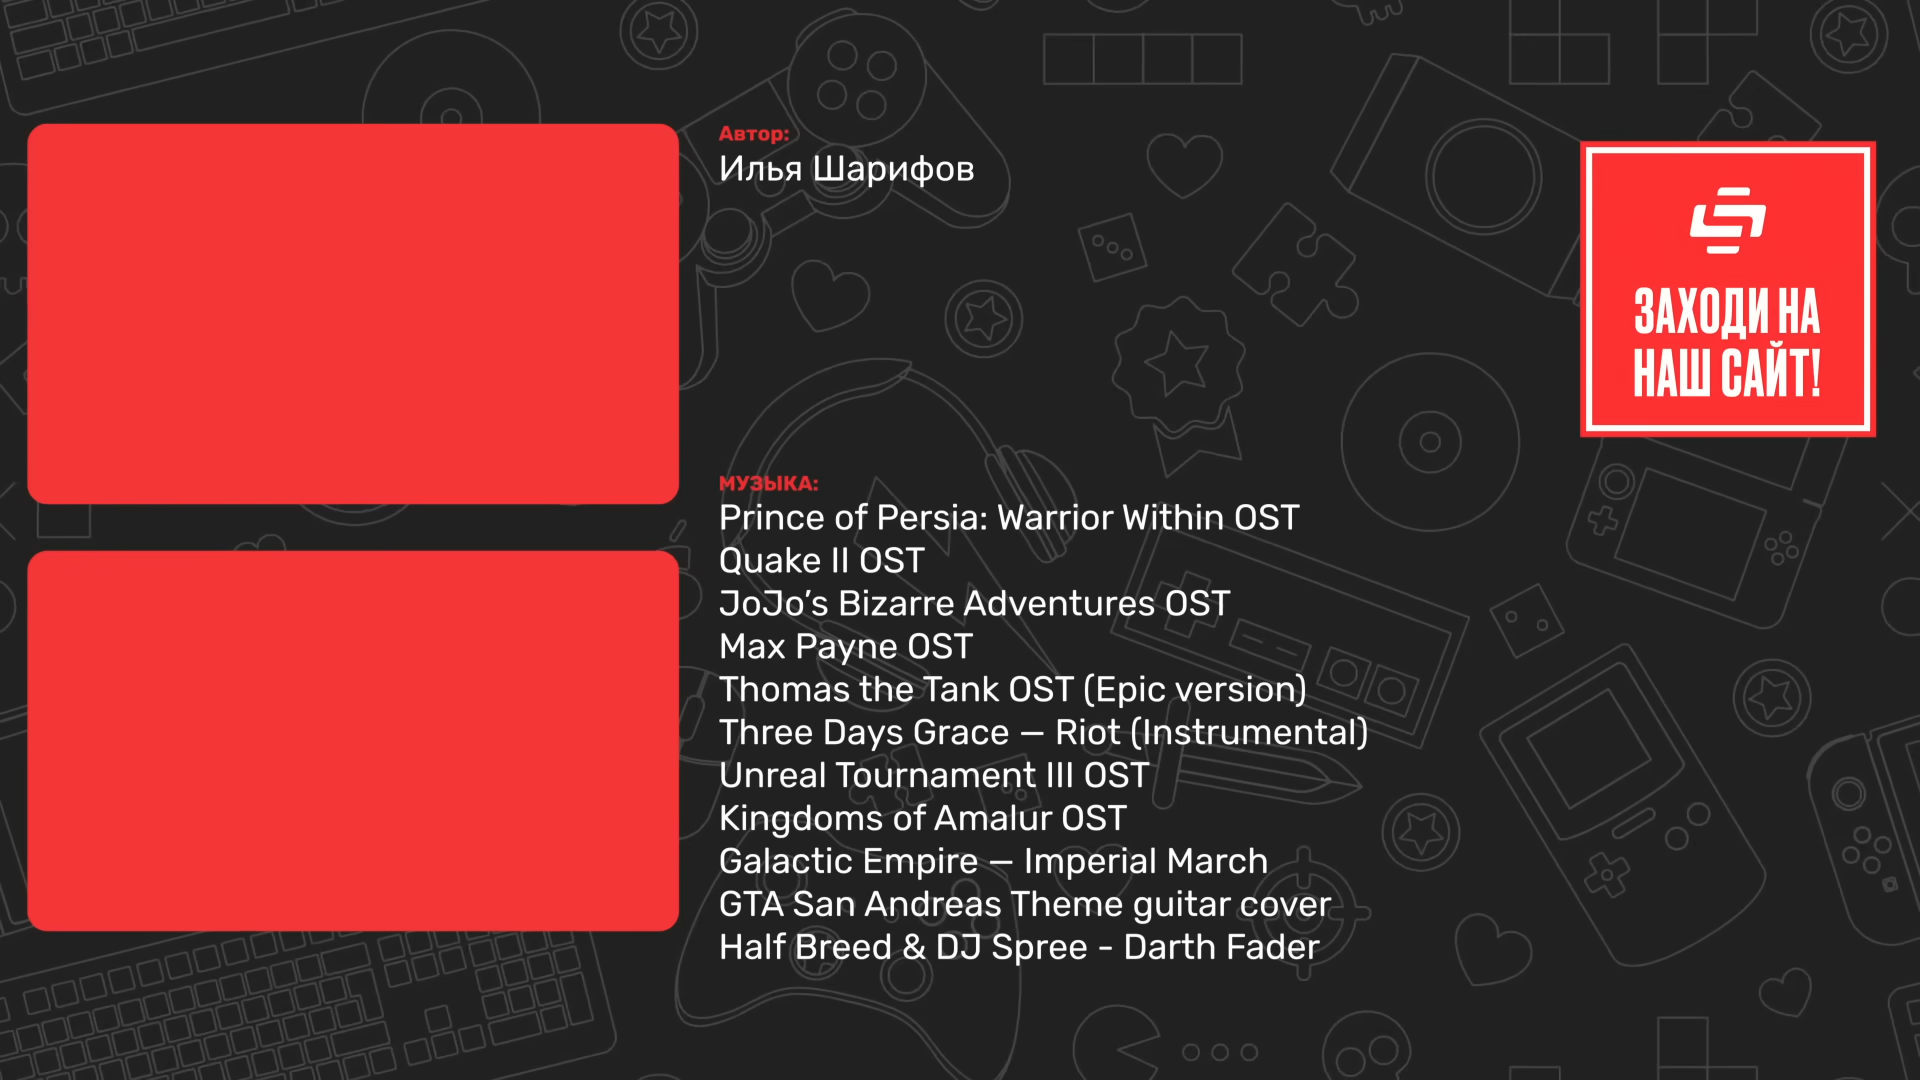 Автор:
Илья Шарифов
ЗАХОДИ НА
НАШ САЙТ!
МУЗЫКА:
Prince of Persia: Warrior Within OST
Quake II OST
JoJo’s Bizarre Adventures OST
Max Payne OST
Thomas the Tank OST (Epic version)
Three Days Grace — Riot (Instrumental)
Unreal Tournament III OST
Kingdoms of Amalur OST
Galactic Empire — Imperial March
GTA San Andreas Theme guitar cover
Half Breed & DJ Spree - Darth Fader